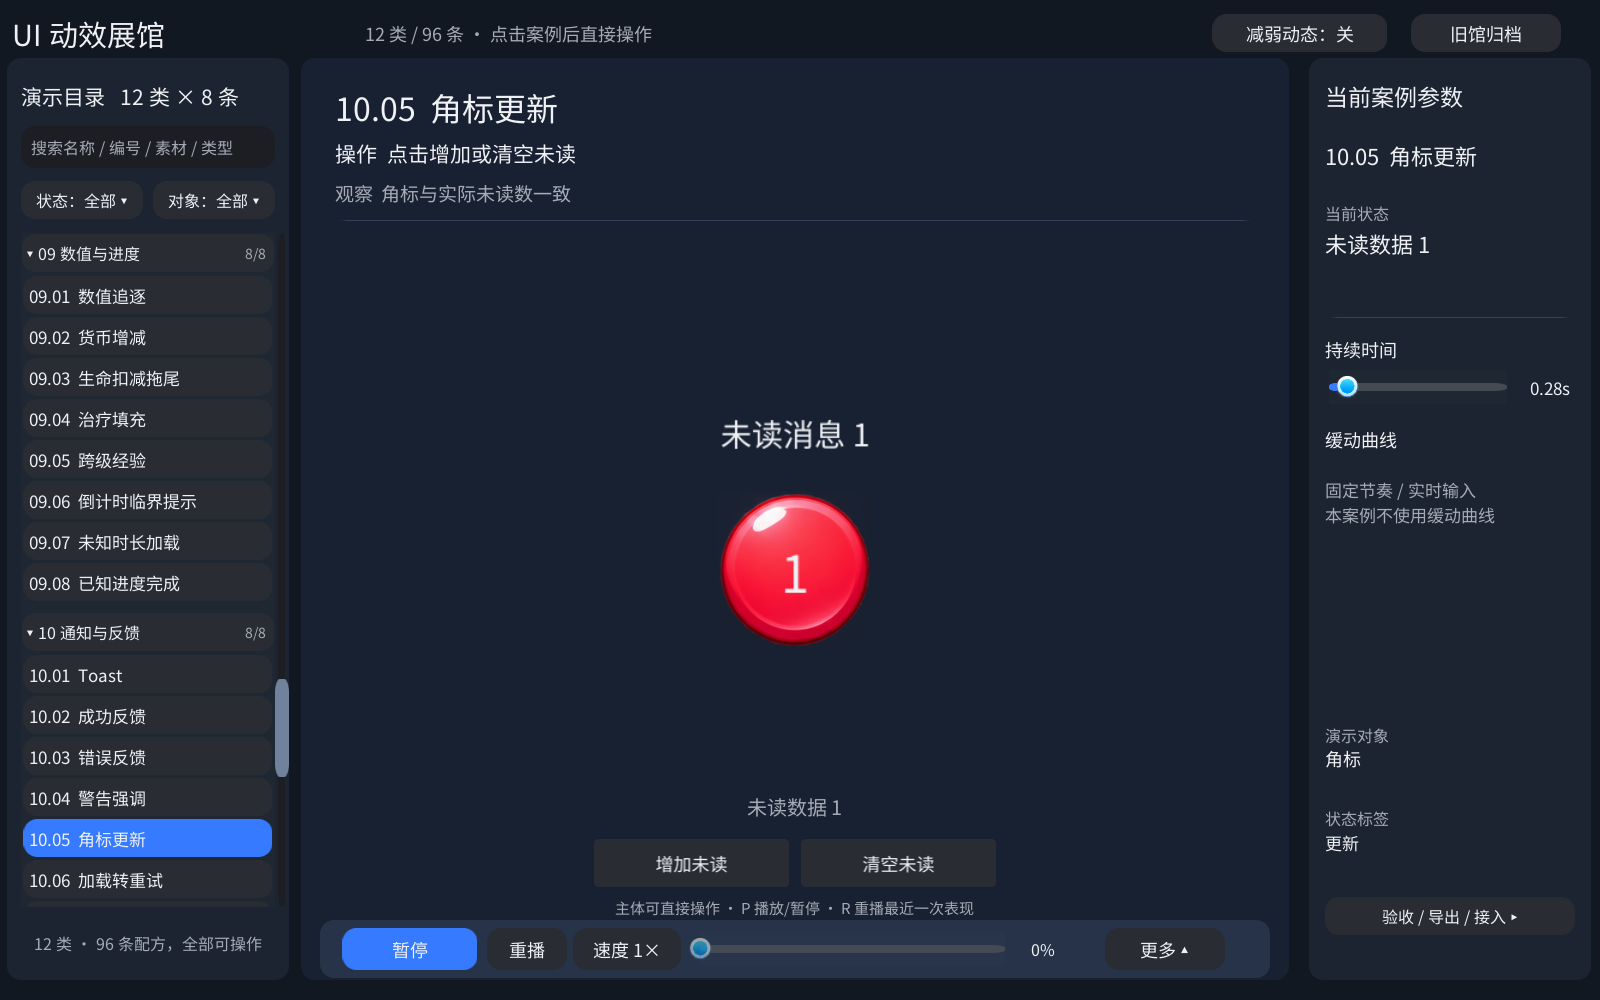 UI 动效展馆
12 类 / 96 条 · 点击案例后直接操作
减弱动态：关
旧馆归档
演示目录 12 类 × 8 条
搜索名称 / 编号 / 素材 / 类型
状态：全部 ▾
对象：全部 ▾
▾ 09 数值与进度 8/8
09.01 数值追逐
09.02 货币增减
09.03 生命扣减拖尾
09.04 治疗填充
09.05 跨级经验
09.06 倒计时临界提示
09.07 未知时长加载
09.08 已知进度完成
▾ 10 通知与反馈 8/8
10.01 Toast
10.02 成功反馈
10.03 错误反馈
10.04 警告强调
10.05 角标更新
10.06 加载转重试
12 类 · 96 条配方，全部可操作
10.05 角标更新
操作 点击增加或清空未读
观察 角标与实际未读数一致
未读消息 1
1
未读数据 1
增加未读
清空未读
主体可直接操作 · P 播放/暂停 · R 重播最近一次表现
暂停
重播
速度 1×
0%
更多 ▴
当前案例参数
10.05 角标更新
当前状态
未读数据 1
持续时间
0.28s
缓动曲线
固定节奏 / 实时输入
本案例不使用缓动曲线
演示对象
角标
状态标签
更新
验收 / 导出 / 接入 ▸